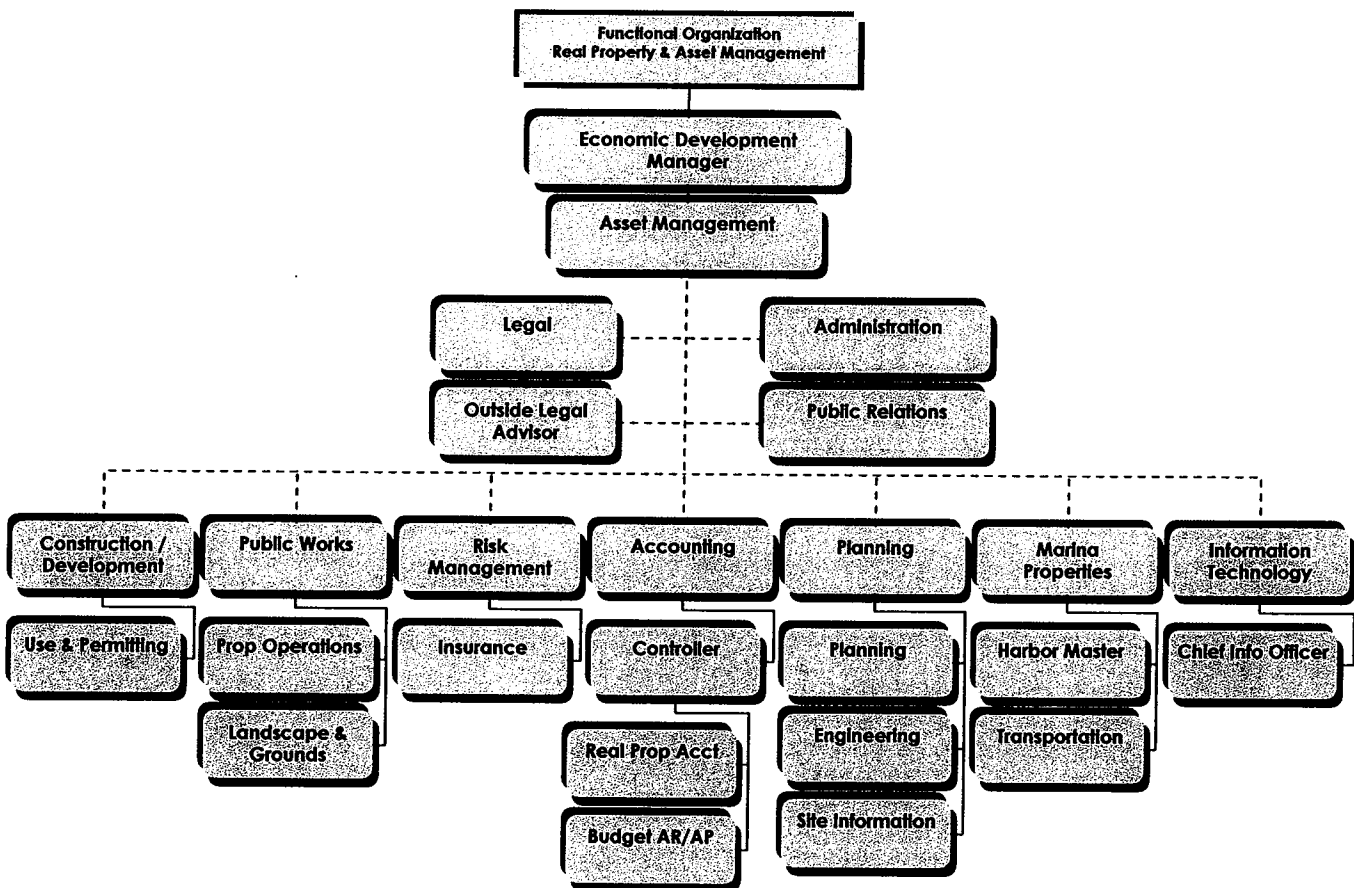 Functional Organization
Real Property & Asset Management
Economic Development
Manager
Asset Management
Legal
Administration
Outside Legal
Advisor
Public Relations
Construction /
Development
Public Works
Risk
Management
Accounting
Planning
Marina
Properties
Information
Technology
Use & Permitting
Prop Operations
Insurance
Controller
Planning
Harbor Master
Chief Info Officer
Landscape &
Grounds
Engineering
Transportation
Real Prop Acct
Site Information
Budget AR/AP